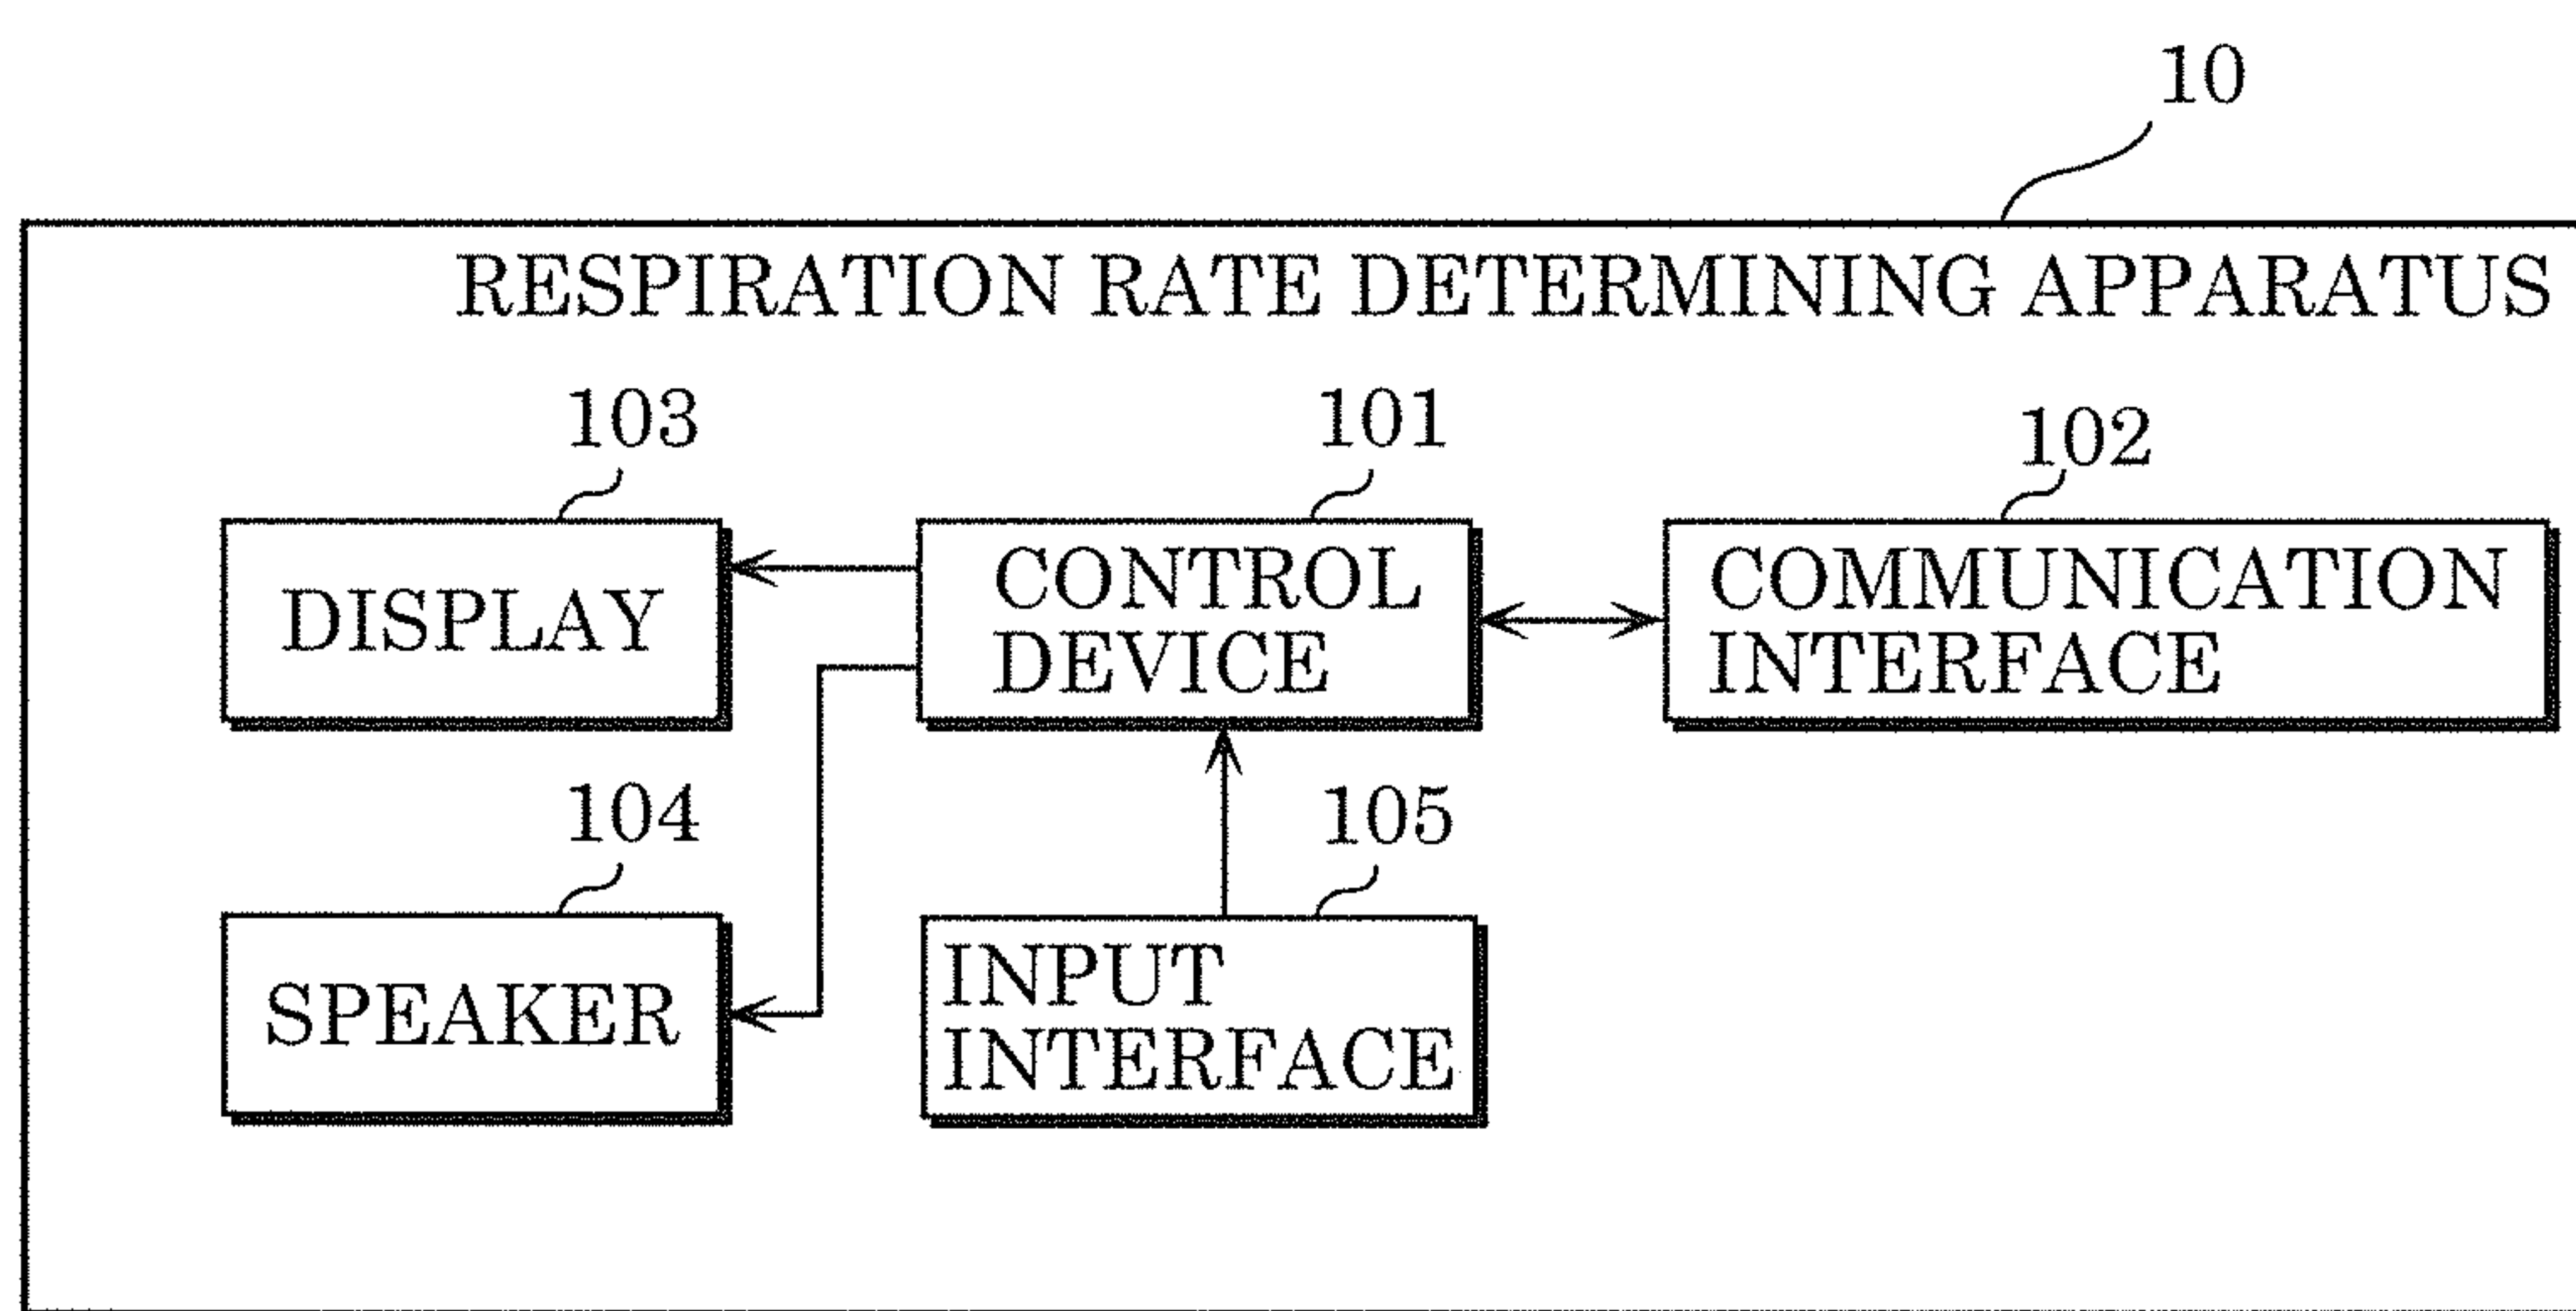 10
RESPIRATION RATE DETERMINING APPARATUS
103
101
102
DISPLAY
CONTROL
DEVICE
COMMUNICATION
INTERFACE
104
105
SPEAKER
INPUT
INTERFACE